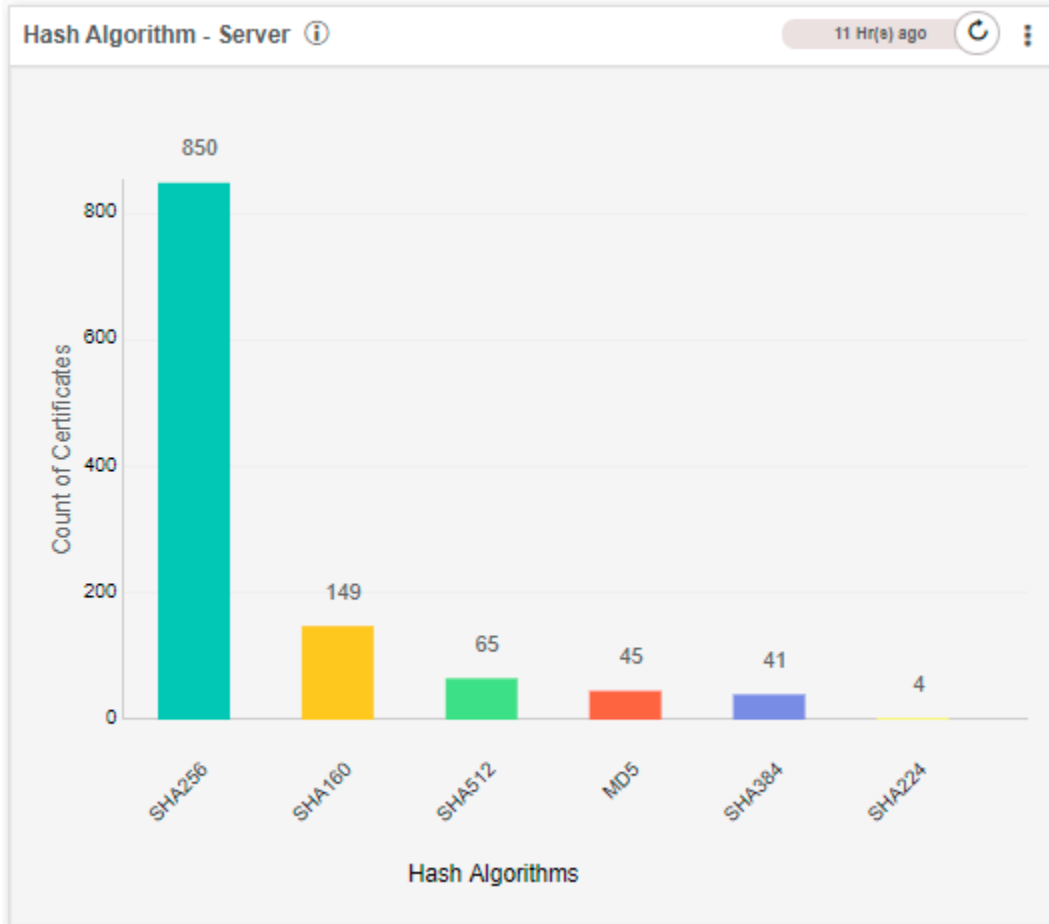 Hash Algorithm - Server
11 Hr(s) ago
850
800
600
400
200
0
Count of Certificates
149
65
45
41
4
SHA256
SHA160
SHA512
MD5
SHA384
SHA224
Hash Algorithms